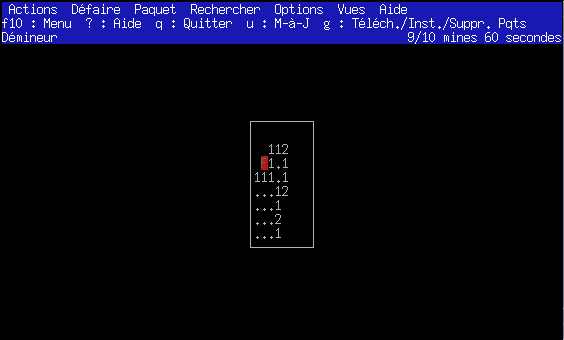 Actions Défaire Paquet Rechercher Options Vues Aide
f10 : Menu ? : Aide q : Quitter u : M-à-J g : Téléch./Inst./Suppr. Pqts
Démineur 9/10 mines 60 secondes
112
F1.1
111.1
...12
...1
...2
...1